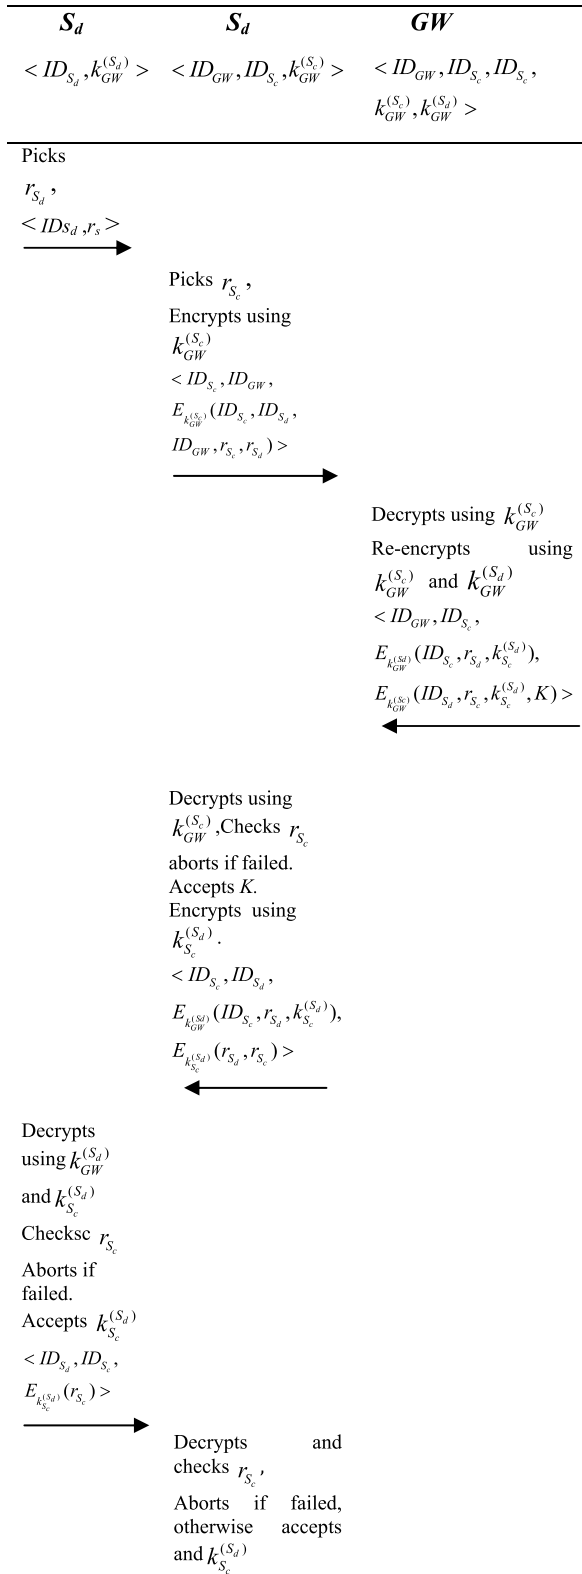 S_d S_d GW
< ID_{S_d}, k_{GW}^{(S_d)} > < ID_{GW}, ID_{S_c}, k_{GW}^{(S_c)} > < ID_{GW}, ID_{S_c}, ID_{S_c},
k_{GW}^{(S_c)}, k_{GW}^{(S_d)} >
Picks
r_{S_d},
< IDs_d, r_s >
Picks r_{S_c},
Encrypts using
k_{GW}^{(S_c)}
< ID_{S_c}, ID_{GW},
E_{k_{GW}^{(S_c)}}(ID_{S_c}, ID_{S_d},
ID_{GW}, r_{S_c}, r_{S_d}) >
Decrypts using k_{GW}^{(S_c)}
Re-encrypts using
k_{GW}^{(S_c)} and k_{GW}^{(S_d)}
< ID_{GW}, ID_{S_c},
E_{k_{GW}^{(Sd)}}(ID_{S_c}, r_{S_d}, k_{S_c}^{(S_d)}),
E_{k_{GW}^{(Sc)}}(ID_{S_d}, r_{S_c}, k_{S_c}^{(S_d)}, K) >
Decrypts using
k_{GW}^{(S_c)},Checks r_{S_c}
aborts if failed.
Accepts K.
Encrypts using
k_{S_c}^{(S_d)}.
< ID_{S_c}, ID_{S_d},
E_{k_{GW}^{(Sd)}}(ID_{S_c}, r_{S_d}, k_{S_c}^{(S_d)}),
E_{k_{S_c}^{(S_d)}}(r_{S_d}, r_{S_c}) >
Decrypts
using k_{GW}^{(S_d)}
and k_{S_c}^{(S_d)}
Checksc r_{S_c}
Aborts if
failed.
Accepts k_{S_c}^{(S_d)}
< ID_{S_d}, ID_{S_c},
E_{k_{S_c}^{(S_d)}}(r_{S_c}) >
Decrypts and
checks r_{S_c},
Aborts if failed,
otherwise accepts
and k_{S_c}^{(S_d)}